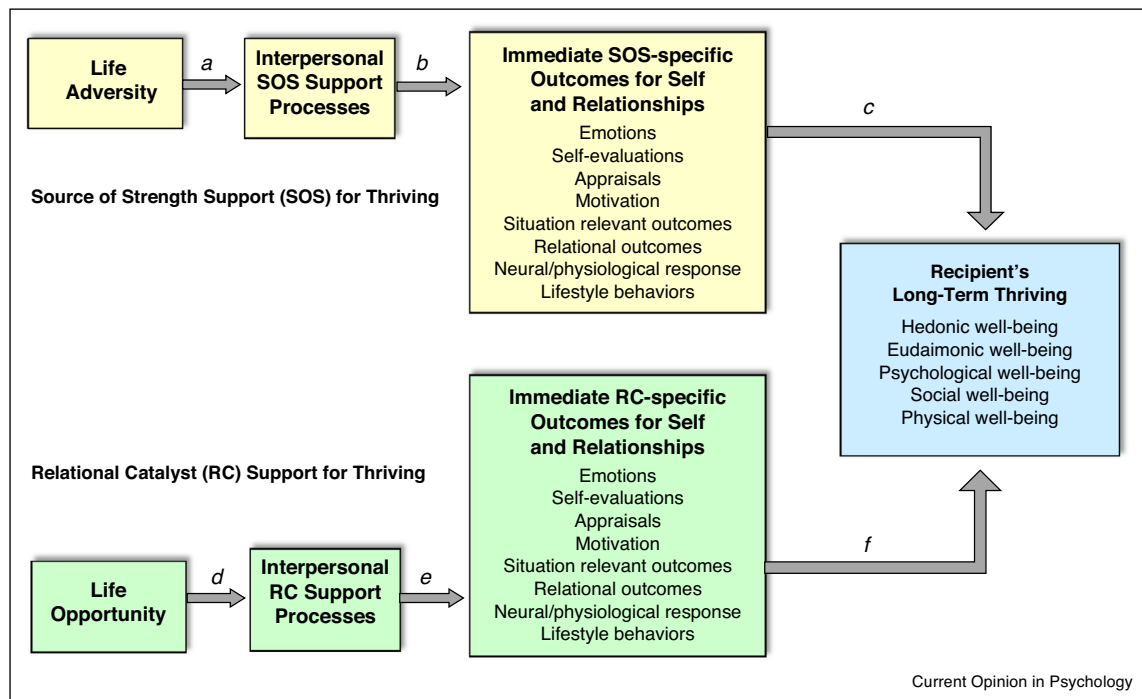 Life
Adversity
a
Interpersonal
SOS Support
Processes
b
Immediate SOS-specific
Outcomes for Self
and Relationships
Emotions
Self-evaluations
Appraisals
Motivation
Situation relevant outcomes
Relational outcomes
Neural/physiological response
Lifestyle behaviors
c
Source of Strength Support (SOS) for Thriving
Recipient's
Long-Term Thriving
Hedonic well-being
Eudaimonic well-being
Psychological well-being
Social well-being
Physical well-being
Relational Catalyst (RC) Support for Thriving
Life
Opportunity
d
Interpersonal
RC Support
Processes
e
Immediate RC-specific
Outcomes for Self
and Relationships
Emotions
Self-evaluations
Appraisals
Motivation
Situation relevant outcomes
Relational outcomes
Neural/physiological response
Lifestyle behaviors
f
Current Opinion in Psychology